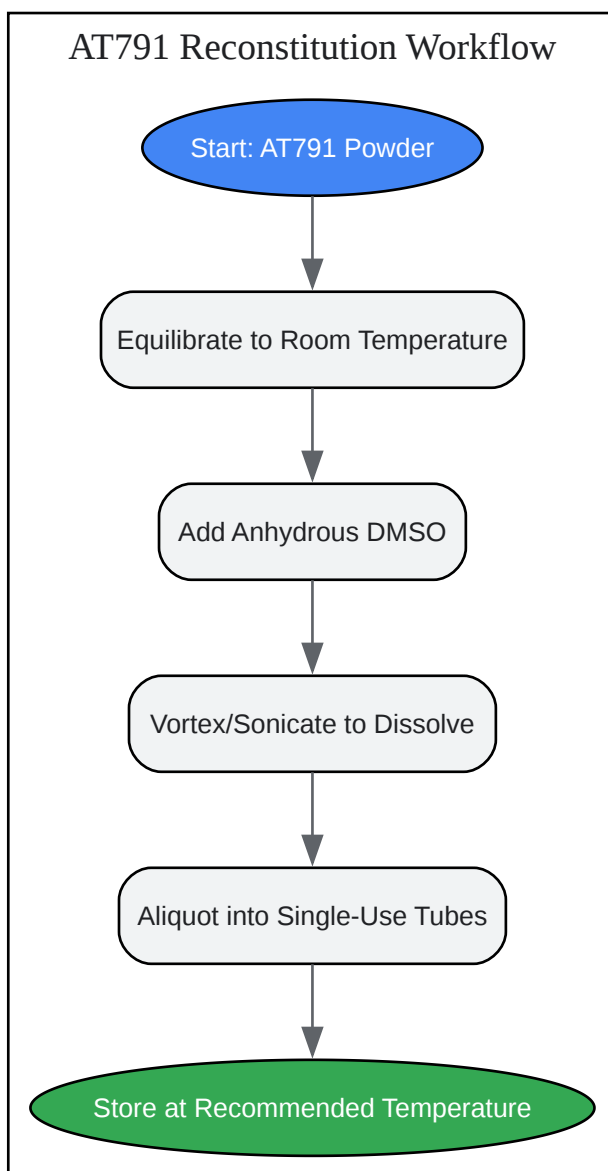 AT791 Reconstitution Workflow
Start: AT791 Powder
Equilibrate to Room Temperature
Add Anhydrous DMSO
Vortex/Sonicate to Dissolve
Aliquot into Single-Use Tubes
Store at Recommended Temperature